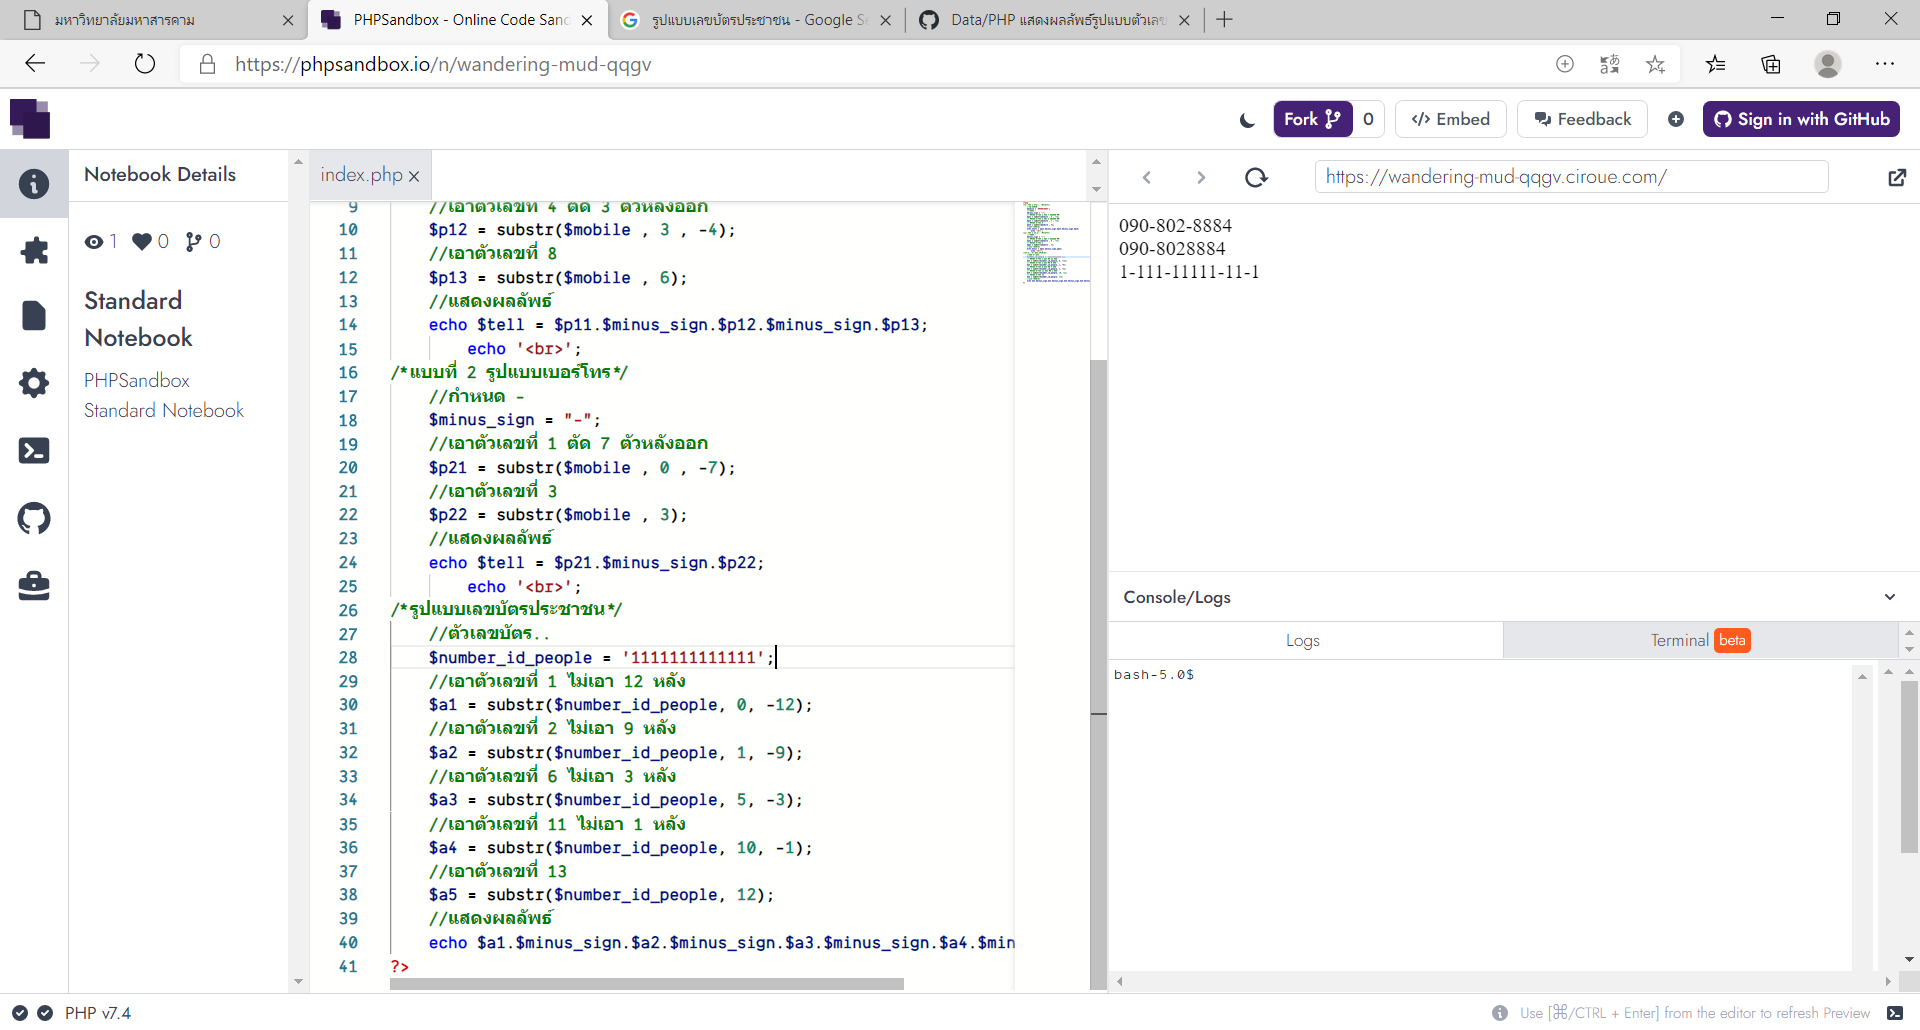 มหาวิทยาลัยมหาสารคาม
PHPSandbox - Online Code Sand
รูปแบบเลขบัตรประชาชน - Google Se
Data/PHP แสดงผลลัพธ์รูปแบบตัวเลข
https://phpsandbox.io/n/wandering-mud-qqgv
Fork 0
</> Embed
Feedback
Sign in with GitHub
Notebook Details
1 0 0
Standard Notebook
PHPSandbox
Standard Notebook
index.php
9 //เอาตัวเลขที่ 4 ตัด 3 ตัวหลังออก
10 $p12 = substr($mobile , 3 , -4);
11 //เอาตัวเลขที่ 8
12 $p13 = substr($mobile , 6);
13 //แสดงผลลัพธ์
14 echo $tell = $p11.$minus_sign.$p12.$minus_sign.$p13;
15 echo '<br>';
16 /*แบบที่ 2 รูปแบบเบอร์โทร*/
17 //กำหนด -
18 $minus_sign = "-";
19 //เอาตัวเลขที่ 1 ตัด 7 ตัวหลังออก
20 $p21 = substr($mobile , 0 , -7);
21 //เอาตัวเลขที่ 3
22 $p22 = substr($mobile , 3);
23 //แสดงผลลัพธ์
24 echo $tell = $p21.$minus_sign.$p22;
25 echo '<br>';
26 /*รูปแบบเลขบัตรประชาชน*/
27 //ตัวเลขบัตร..
28 $number_id_people = '1111111111111';
29 //เอาตัวเลขที่ 1 ไม่เอา 12 หลัง
30 $a1 = substr($number_id_people, 0, -12);
31 //เอาตัวเลขที่ 2 ไม่เอา 9 หลัง
32 $a2 = substr($number_id_people, 1, -9);
33 //เอาตัวเลขที่ 6 ไม่เอา 3 หลัง
34 $a3 = substr($number_id_people, 5, -3);
35 //เอาตัวเลขที่ 11 ไม่เอา 1 หลัง
36 $a4 = substr($number_id_people, 10, -1);
37 //เอาตัวเลขที่ 13
38 $a5 = substr($number_id_people, 12);
39 //แสดงผลลัพธ์
40 echo $a1.$minus_sign.$a2.$minus_sign.$a3.$minus_sign.$a4.$min
41 ?>
https://wandering-mud-qqgv.ciroue.com/
090-802-8884
090-8028884
1-111-11111-11-1
Console/Logs
Logs
Terminal beta
bash-5.0$
PHP v7.4
Use [⌘/CTRL + Enter] from the editor to refresh Preview